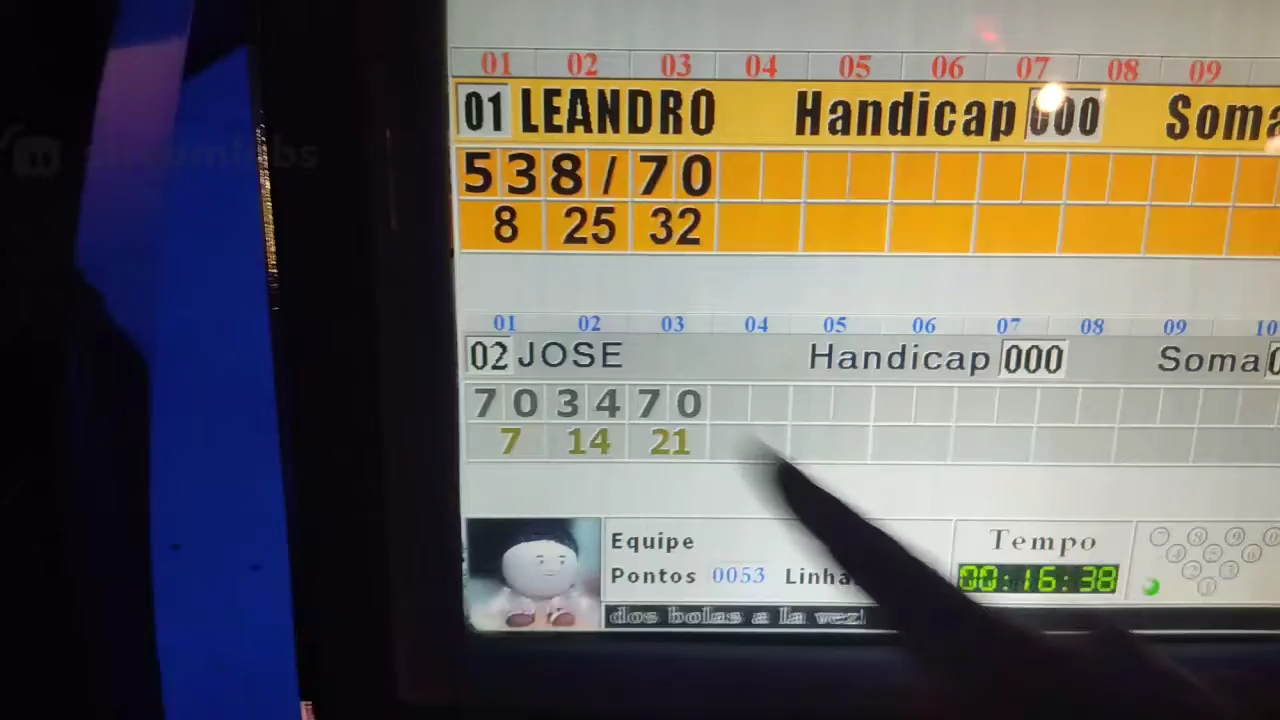 01 02 03 04 05 06 07 08 09
01 LEANDRO Handicap 000 Soma
5 3 8 / 7 0
8 25 32
01 02 03 04 05 06 07 08 09 10
02 JOSE Handicap 000 Soma
7 0 3 4 7 0
7 14 21
Equipe
Pontos 0053 Linha
Tempo
00:16:38
dos bolas a la vez!